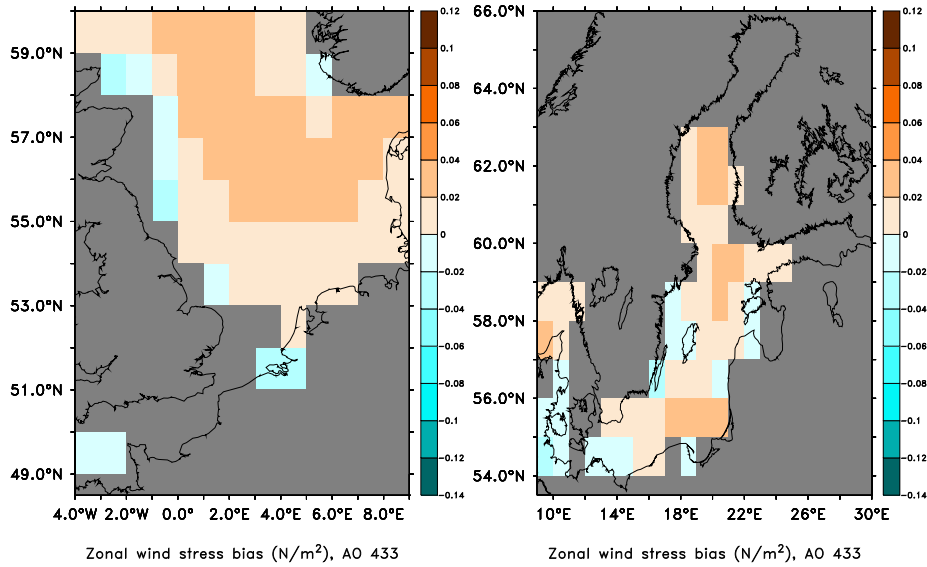 59.0°N
57.0°N
55.0°N
53.0°N
51.0°N
49.0°N
4.0°W 2.0°W 0.0° 2.0°E 4.0°E 6.0°E 8.0°E
0.12
0.1
0.08
0.06
0.04
0.02
0
−0.02
−0.04
−0.06
−0.08
−0.1
−0.12
−0.14
Zonal wind stress bias (N/m²), AO 433
66.0°N
64.0°N
62.0°N
60.0°N
58.0°N
56.0°N
54.0°N
10°E 14°E 18°E 22°E 26°E 30°E
0.12
0.1
0.08
0.06
0.04
0.02
0
−0.02
−0.04
−0.06
−0.08
−0.1
−0.12
−0.14
Zonal wind stress bias (N/m²), AO 433